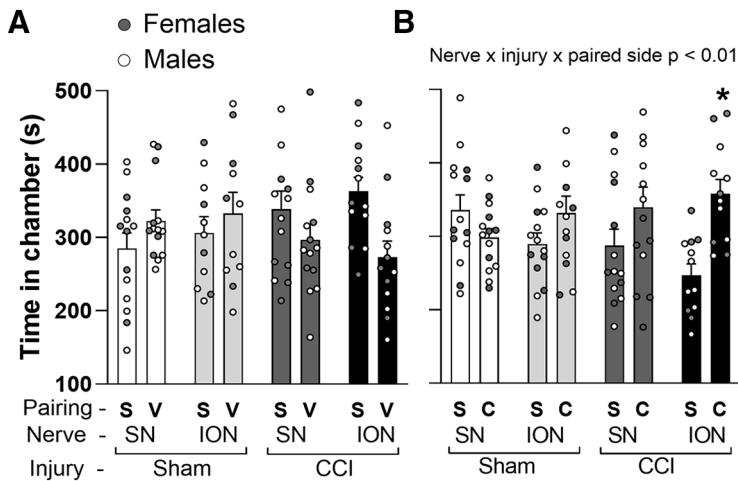 A
Females
Males
B
Nerve x injury x paired side p < 0.01
Time in chamber (s)
500
400
300
200
100
*
Pairing - S V S V S V S V S C S C S C S C
Nerve - SN ION SN ION SN ION SN ION
Injury - Sham CCI Sham CCI